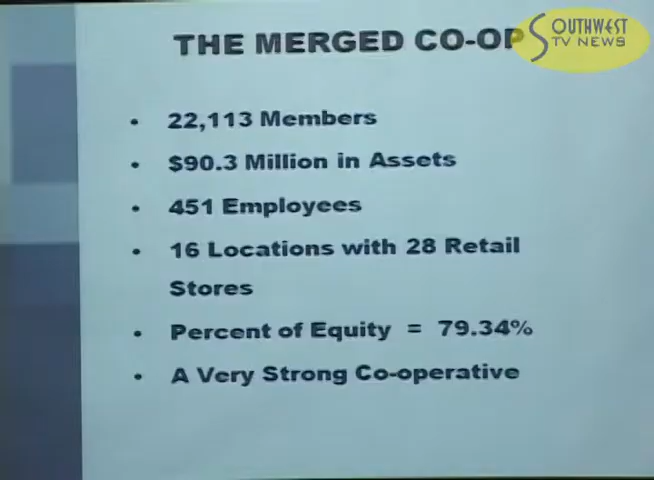 THE MERGED CO-OP
SOUTHWEST
TV NEWS
• 22,113 Members
• $90.3 Million in Assets
• 451 Employees
• 16 Locations with 28 Retail
Stores
• Percent of Equity = 79.34%
• A Very Strong Co-operative